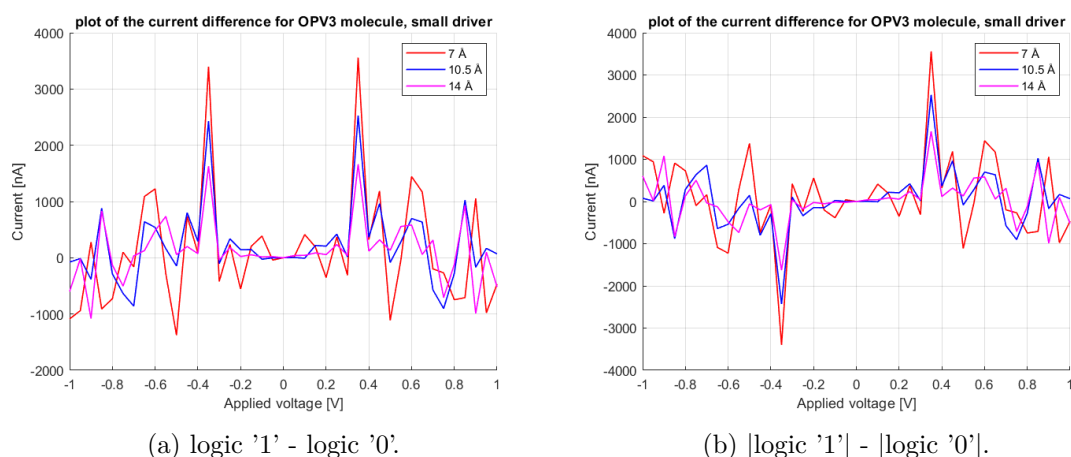 plot of the current difference for OPV3 molecule, small driver
4000
3000
2000
1000
0
-1000
-2000
Current [nA]
7 Å
10.5 Å
14 Å
-1 -0.8 -0.6 -0.4 -0.2 0 0.2 0.4 0.6 0.8 1
Applied voltage [V]
(a) logic '1' - logic '0'.
plot of the current difference for OPV3 molecule, small driver
4000
3000
2000
1000
0
-1000
-2000
-3000
-4000
Current [nA]
7 Å
10.5 Å
14 Å
-1 -0.8 -0.6 -0.4 -0.2 0 0.2 0.4 0.6 0.8 1
Applied voltage [V]
(b) |logic '1'| - |logic '0'|.